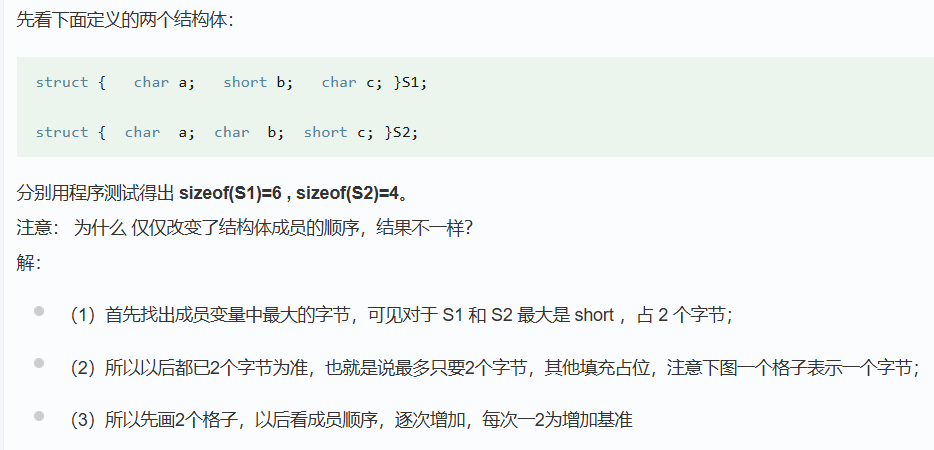 先看下面定义的两个结构体：
struct {   char a;   short b;   char c; }S1;
struct {  char  a;  char  b;  short c; }S2;
分别用程序测试得出 sizeof(S1)=6 , sizeof(S2)=4。
注意： 为什么 仅仅改变了结构体成员的顺序，结果不一样？
解：
（1）首先找出成员变量中最大的字节，可见对于 S1 和 S2 最大是 short ，占 2 个字节；
（2）所以以后都已2个字节为准，也就是说最多只要2个字节，其他填充占位，注意下图一个格子表示一个字节；
（3）所以先画2个格子，以后看成员顺序，逐次增加，每次一2为增加基准